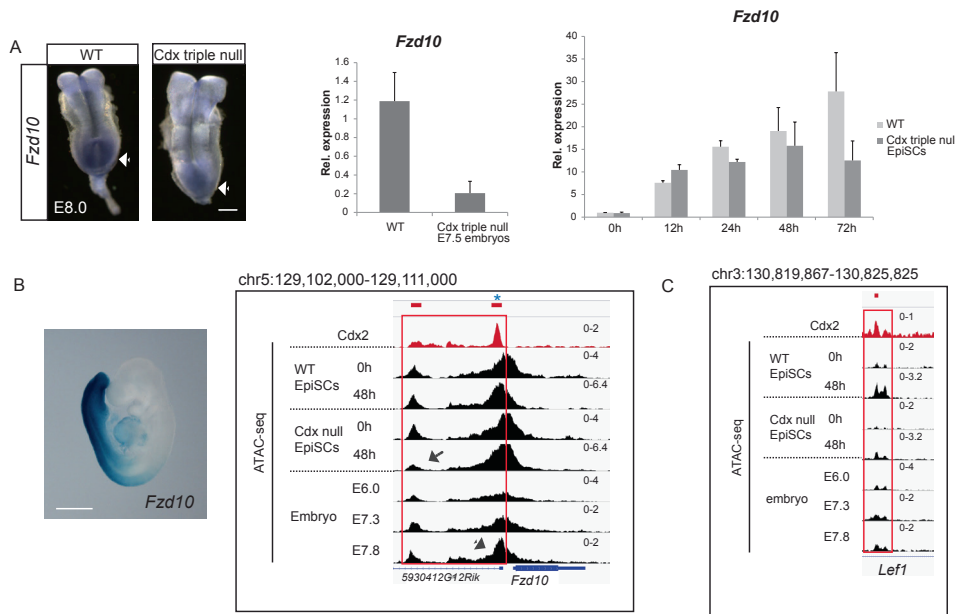 A
WT
Cdx triple null
Fzd10
E8.0
Fzd10
Rel. expression
1.4
1.2
1
0.8
0.6
0.4
0.2
0
WT
Cdx triple null
E7.5 embryos
Fzd10
Rel. expression
40
35
30
25
20
15
10
5
0
0h
12h
24h
48h
72h
WT
Cdx triple nul
EpiSCs
B
Fzd10
chr5:129,102,000-129,111,000
*
Cdx2
0-2
ATAC-seq
WT
EpiSCs
0h
0-4
48h
0-6.4
Cdx null
EpiSCs
0h
0-4
48h
0-6.4
Embryo
E6.0
0-4
E7.3
0-2
E7.8
0-2
5930412G12Rik
Fzd10
C
chr3:130,819,867-130,825,825
Cdx2
0-1
ATAC-seq
WT
EpiSCs
0h
0-2
48h
0-3.2
Cdx null
EpiSCs
0h
0-2
48h
0-3.2
embryo
E6.0
0-4
E7.3
0-2
E7.8
0-2
Lef1